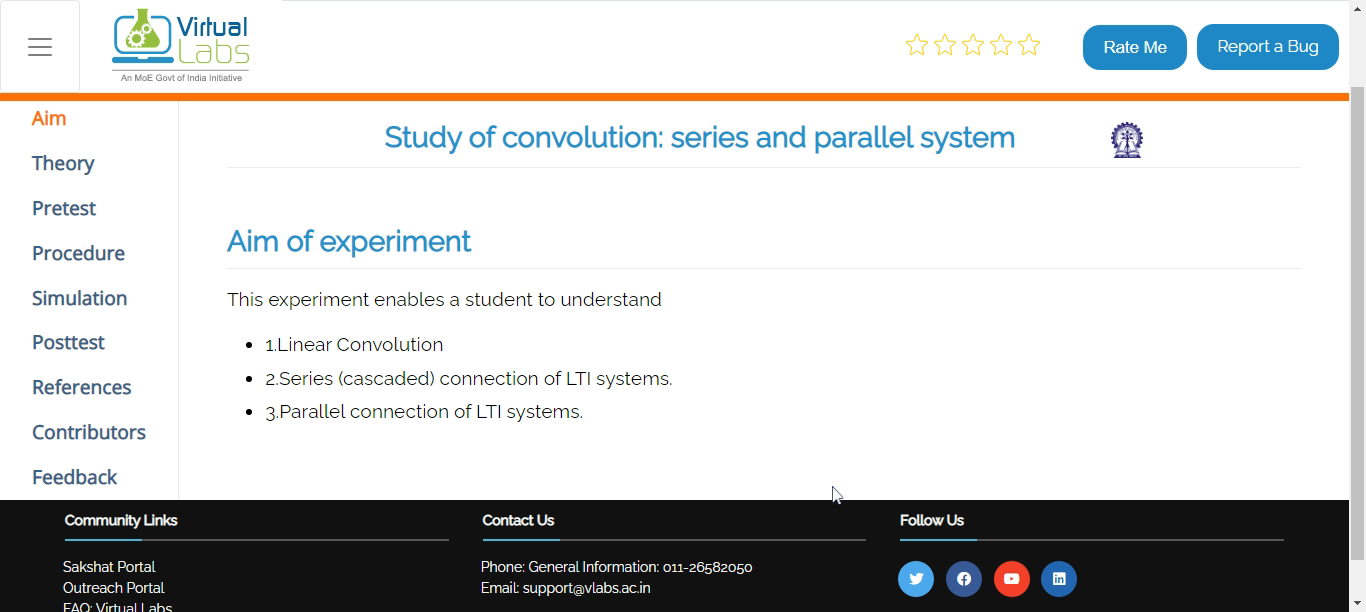 Virtual
Labs
An MoE Govt of India Initiative
Rate Me
Report a Bug
Aim
Theory
Pretest
Procedure
Simulation
Posttest
References
Contributors
Feedback
Study of convolution: series and parallel system
Aim of experiment
This experiment enables a student to understand
1.Linear Convolution
2.Series (cascaded) connection of LTI systems.
3.Parallel connection of LTI systems.
Community Links
Sakshat Portal
Outreach Portal
FAQ: Virtual Labs
Contact Us
Phone: General Information: 011-26582050
Email: support@vlabs.ac.in
Follow Us